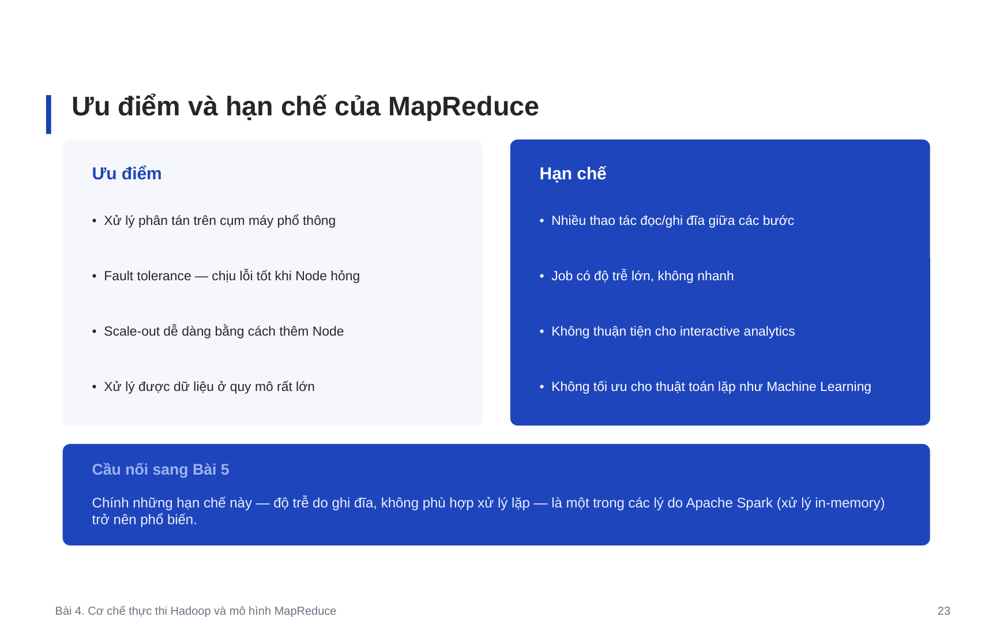 Ưu điểm và hạn chế của MapReduce
Ưu điểm
• Xử lý phân tán trên cụm máy phổ thông
• Fault tolerance — chịu lỗi tốt khi Node hỏng
• Scale-out dễ dàng bằng cách thêm Node
• Xử lý được dữ liệu ở quy mô rất lớn
Hạn chế
• Nhiều thao tác đọc/ghi đĩa giữa các bước
• Job có độ trễ lớn, không nhanh
• Không thuận tiện cho interactive analytics
• Không tối ưu cho thuật toán lặp như Machine Learning
Cầu nối sang Bài 5
Chính những hạn chế này — độ trễ do ghi đĩa, không phù hợp xử lý lặp — là một trong các lý do Apache Spark (xử lý in-memory)
trở nên phổ biến.
Bài 4. Cơ chế thực thi Hadoop và mô hình MapReduce
23